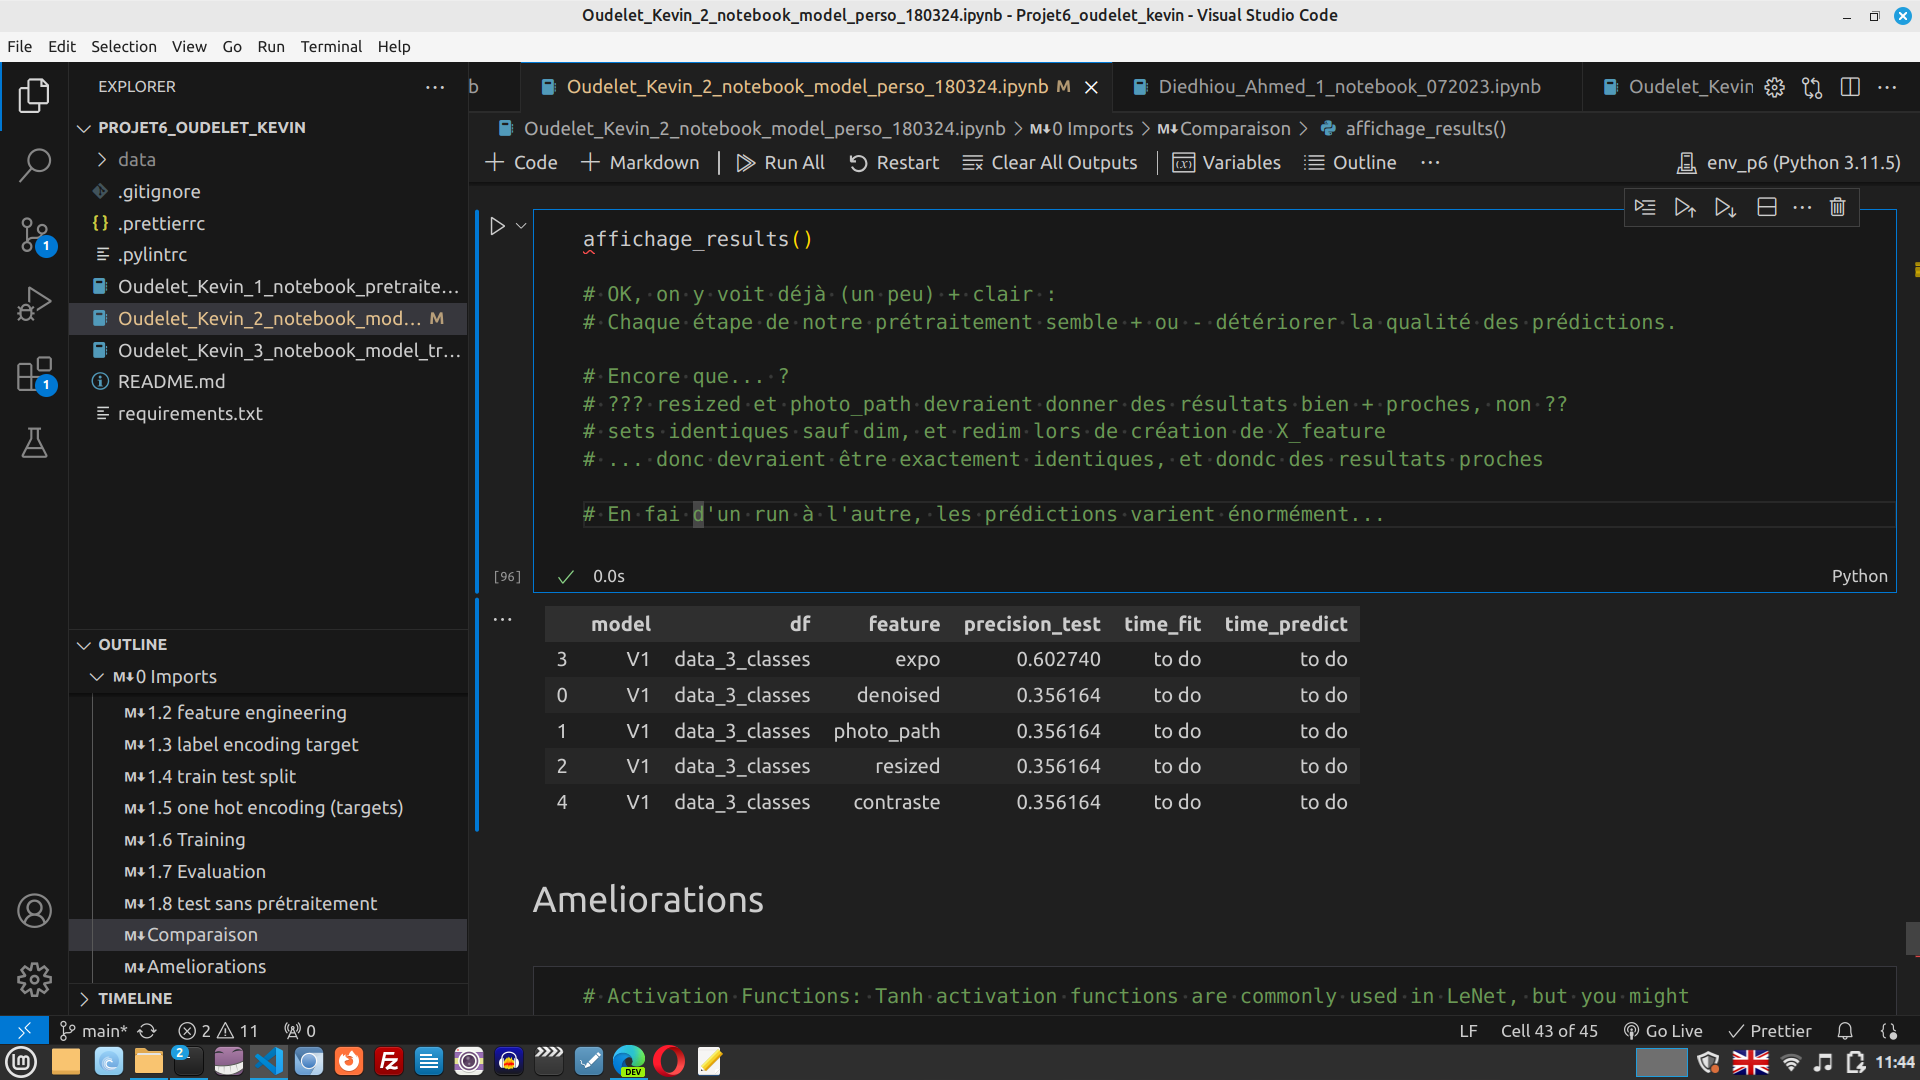 Oudelet_Kevin_2_notebook_model_perso_180324.ipynb - Projet6_oudelet_kevin - Visual Studio Code
File Edit Selection View Go Run Terminal Help
EXPLORER
PROJET6_OUDELET_KEVIN
data
.gitignore
.prettierrc
.pylintrc
Oudelet_Kevin_1_notebook_pretraite...
Oudelet_Kevin_2_notebook_mod... M
Oudelet_Kevin_3_notebook_model_tr...
README.md
requirements.txt
OUTLINE
M↓0 Imports
M↓1.2 feature engineering
M↓1.3 label encoding target
M↓1.4 train test split
M↓1.5 one hot encoding (targets)
M↓1.6 Training
M↓1.7 Evaluation
M↓1.8 test sans prétraitement
M↓Comparaison
M↓Ameliorations
TIMELINE
1
1
b Oudelet_Kevin_2_notebook_model_perso_180324.ipynb M Diedhiou_Ahmed_1_notebook_072023.ipynb Oudelet_Kevin
Oudelet_Kevin_2_notebook_model_perso_180324.ipynb > M↓0 Imports > M↓Comparaison > affichage_results()
+ Code + Markdown Run All Restart Clear All Outputs Variables Outline ... env_p6 (Python 3.11.5)
affichage_results()
# OK, on y voit déjà (un peu) + clair :
# Chaque étape de notre prétraitement semble + ou - détériorer la qualité des prédictions.
# Encore que... ?
# ??? resized et photo_path devraient donner des résultats bien + proches, non ??
# sets identiques sauf dim, et redim lors de création de X_feature
# ... donc devraient être exactement identiques, et dondc des resultats proches
# En fai d'un run à l'autre, les prédictions varient énormément...
[96] 0.0s Python
model df feature precision_test time_fit time_predict
3 V1 data_3_classes expo 0.602740 to do to do
0 V1 data_3_classes denoised 0.356164 to do to do
1 V1 data_3_classes photo_path 0.356164 to do to do
2 V1 data_3_classes resized 0.356164 to do to do
4 V1 data_3_classes contraste 0.356164 to do to do
Ameliorations
# Activation Functions: Tanh activation functions are commonly used in LeNet, but you might
main* 2 11 0 LF Cell 43 of 45 Go Live Prettier
2 DEV 11:44